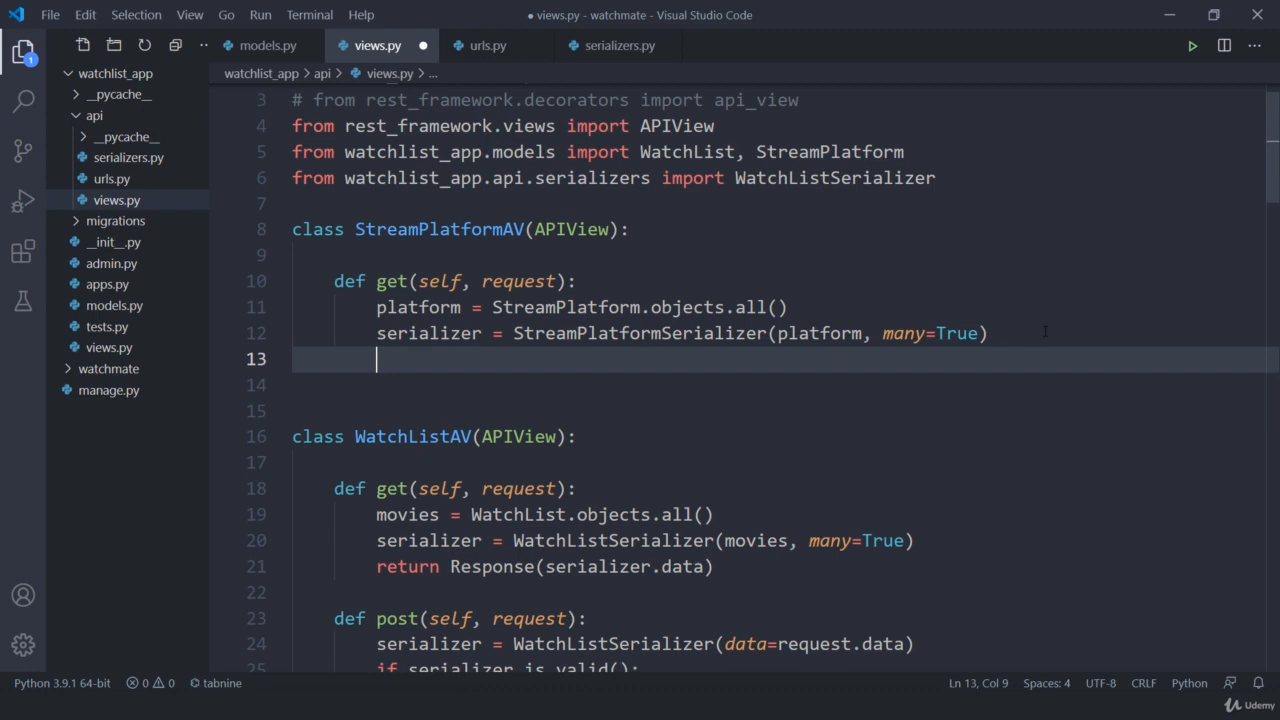 File Edit Selection View Go Run Terminal Help ● views.py - watchmate - Visual Studio Code
models.py views.py urls.py serializers.py
watchlist_app > api > views.py > ...
1
watchlist_app
__pycache__
api
__pycache__
serializers.py
urls.py
views.py
migrations
__init__.py
admin.py
apps.py
models.py
tests.py
views.py
watchmate
manage.py
3 # from rest_framework.decorators import api_view
4 from rest_framework.views import APIView
5 from watchlist_app.models import WatchList, StreamPlatform
6 from watchlist_app.api.serializers import WatchListSerializer
7
8 class StreamPlatformAV(APIView):
9
10 def get(self, request):
11 platform = StreamPlatform.objects.all()
12 serializer = StreamPlatformSerializer(platform, many=True)
13
14
15
16 class WatchListAV(APIView):
17
18 def get(self, request):
19 movies = WatchList.objects.all()
20 serializer = WatchListSerializer(movies, many=True)
21 return Response(serializer.data)
22
23 def post(self, request):
24 serializer = WatchListSerializer(data=request.data)
25 if serializer.is_valid():
Python 3.9.1 64-bit 0 0 tabnine Ln 13, Col 9 Spaces: 4 UTF-8 CRLF Python
Udemy